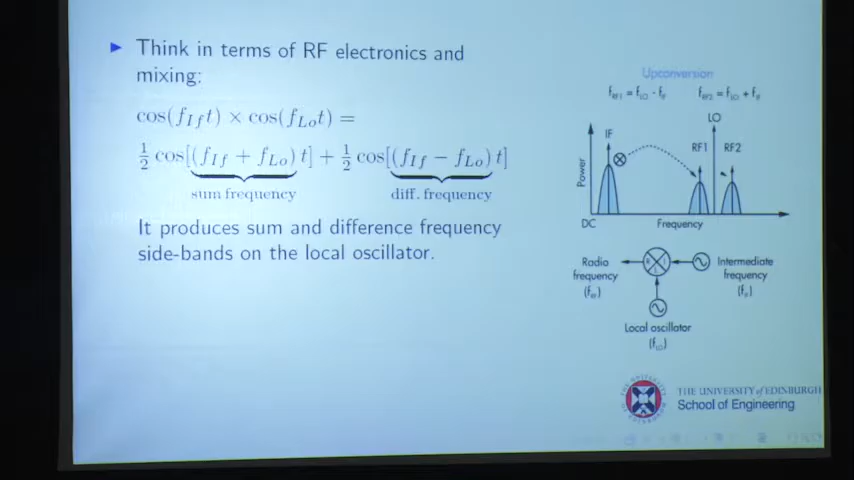 Think in terms of RF electronics and
mixing:
cos(f_If t) × cos(f_Lo t) =
½ cos[(f_If + f_Lo) t] + ½ cos[(f_If − f_Lo) t]
sum frequency diff. frequency
It produces sum and difference frequency
side-bands on the local oscillator.
Upconversion
f_RF1 = f_LO - f_IF f_RF2 = f_LO + f_IF
LO
IF
RF1 RF2
Power
DC Frequency
Radio
frequency
(f_RF)
R I
L
Intermediate
frequency
(f_IF)
Local oscillator
(f_LO)
THE UNIVERSITY of EDINBURGH
School of Engineering